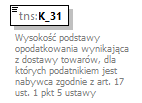 tns:K_31
Wysokość podstawy
opodatkowania wynikająca
z dostawy towarów, dla
których podatnikiem jest
nabywca zgodnie z art. 17
ust. 1 pkt 5 ustawy